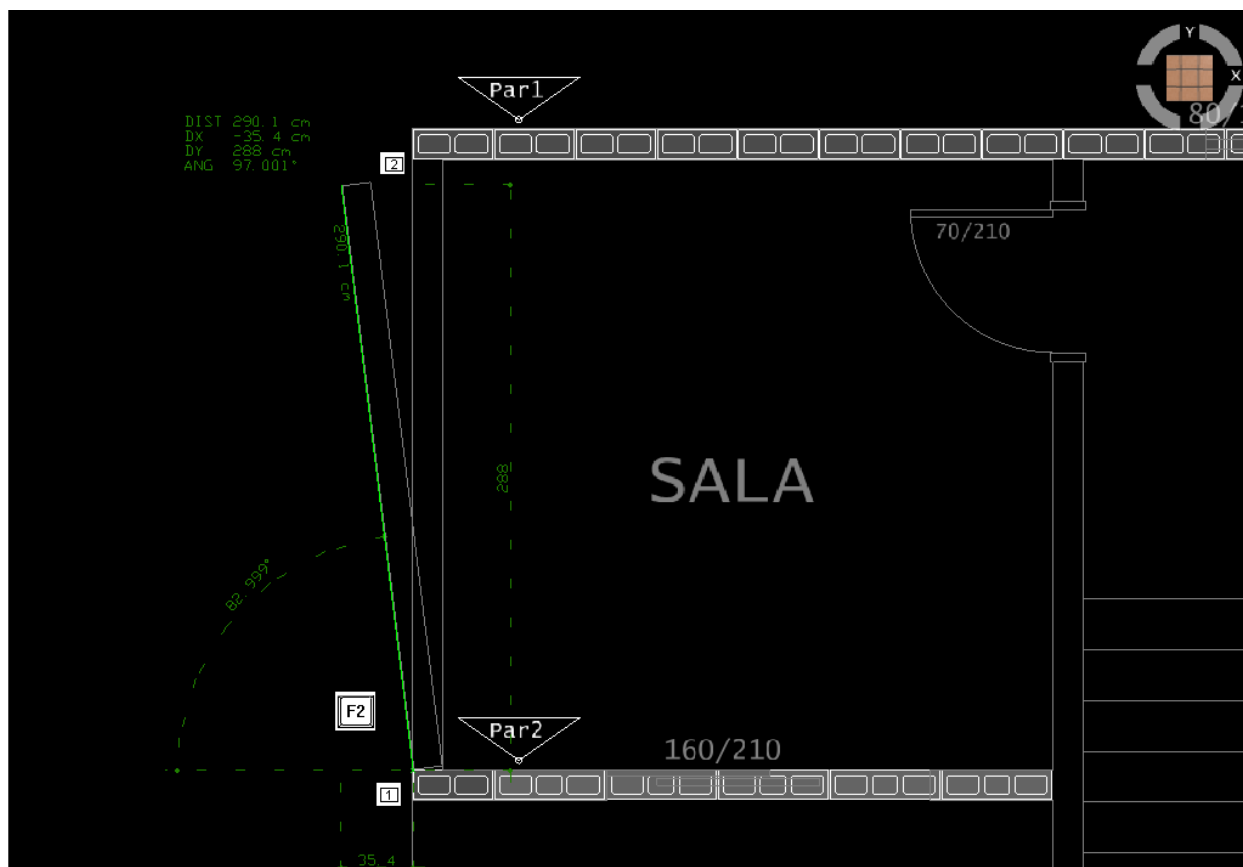 Y
X
Par1
80/
DIST 290.1 cm
DX -35.4 cm
DY 288 cm
ANG 97.001°
2
70/210
290.1 cm
SALA
288
82.999°
F2
Par2
160/210
1
35.4